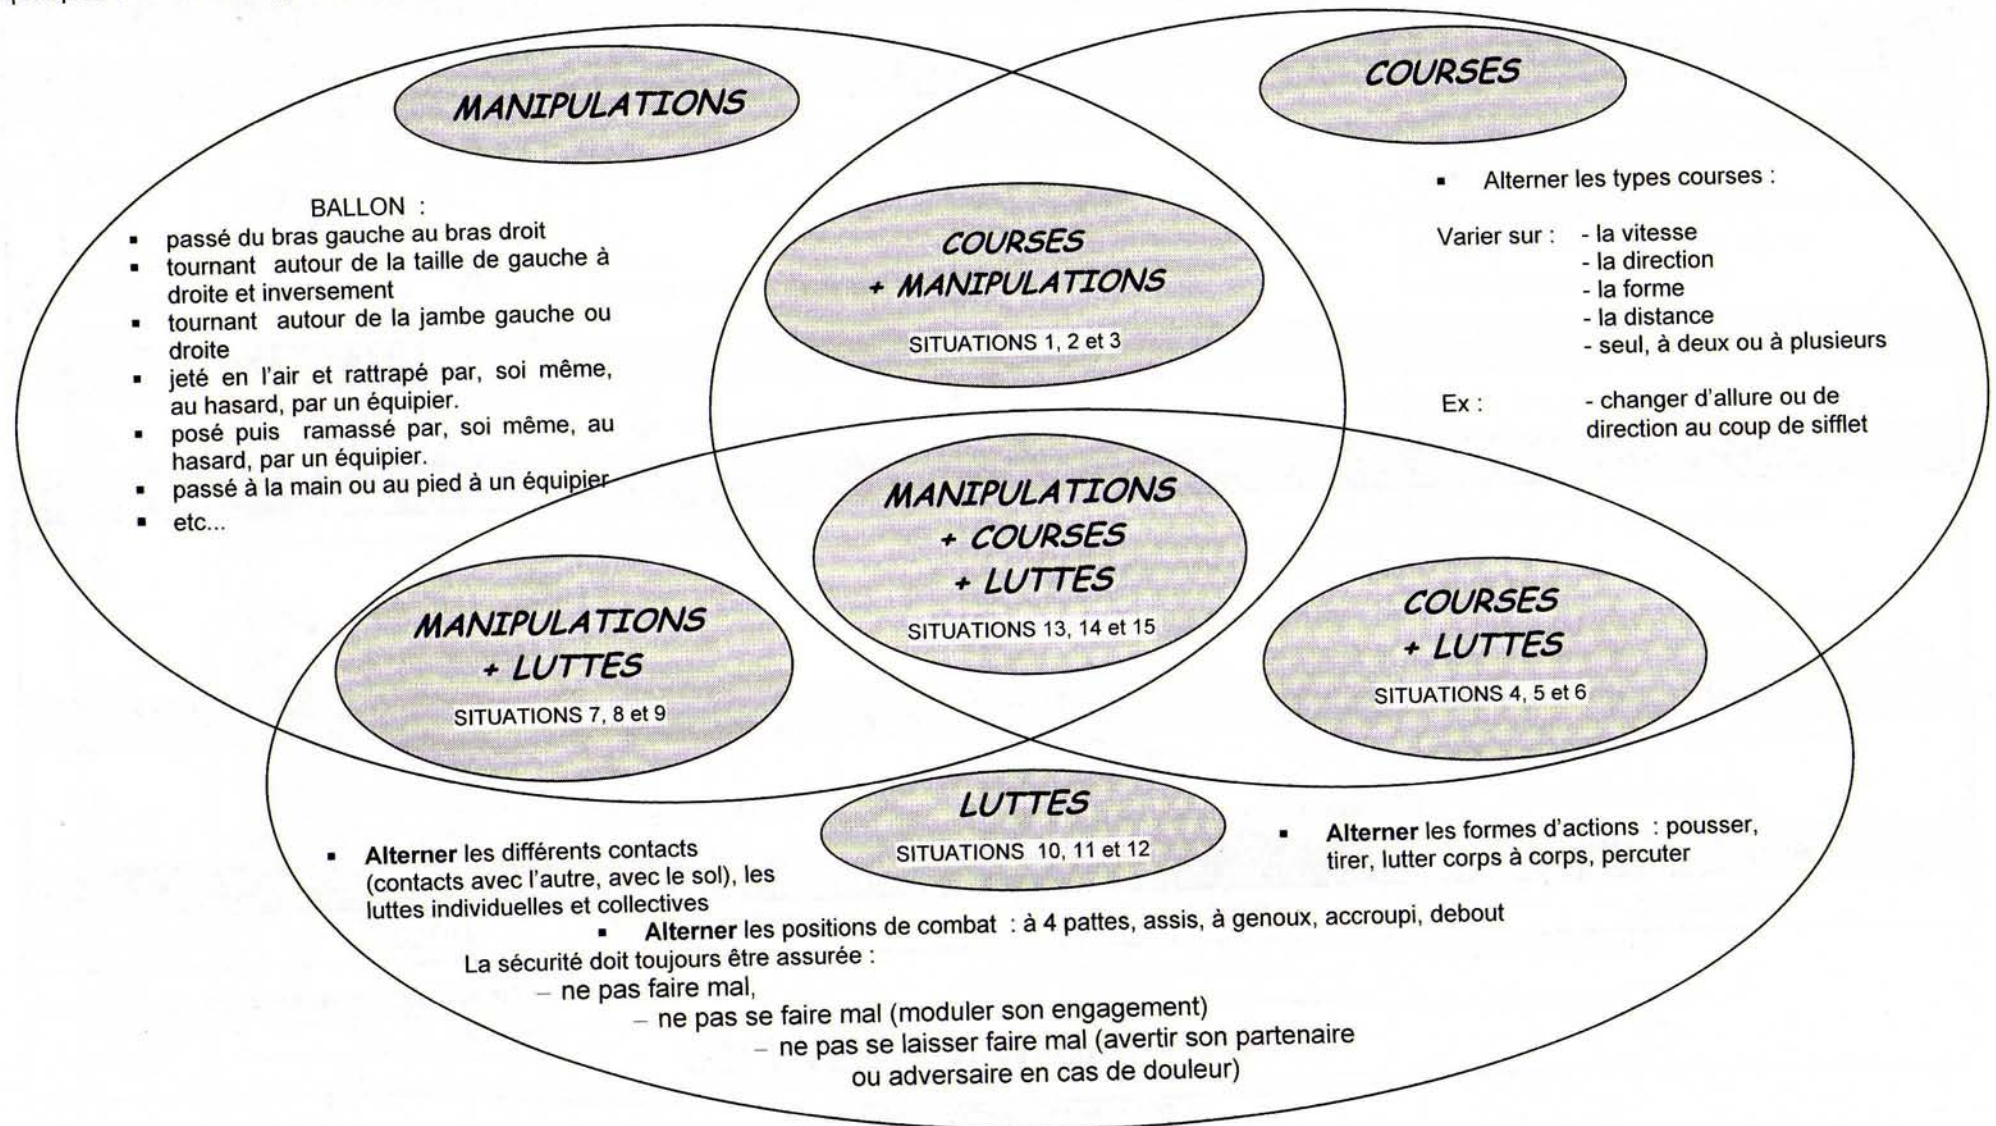 MANIPULATIONS
BALLON :
▪ passé du bras gauche au bras droit
▪ tournant autour de la taille de gauche à
droite et inversement
▪ tournant autour de la jambe gauche ou
droite
▪ jeté en l'air et rattrapé par, soi même,
au hasard, par un équipier.
▪ posé puis ramassé par, soi même, au
hasard, par un équipier.
▪ passé à la main ou au pied à un équipier
▪ etc...
COURSES
+ MANIPULATIONS
SITUATIONS 1, 2 et 3
COURSES
▪ Alterner les types courses :
Varier sur : - la vitesse
- la direction
- la forme
- la distance
- seul, à deux ou à plusieurs
Ex : - changer d'allure ou de
direction au coup de sifflet
MANIPULATIONS
+ COURSES
+ LUTTES
SITUATIONS 13, 14 et 15
MANIPULATIONS
+ LUTTES
SITUATIONS 7, 8 et 9
COURSES
+ LUTTES
SITUATIONS 4, 5 et 6
LUTTES
SITUATIONS 10, 11 et 12
▪ Alterner les différents contacts
(contacts avec l'autre, avec le sol), les
luttes individuelles et collectives
▪ Alterner les formes d'actions : pousser,
tirer, lutter corps à corps, percuter
▪ Alterner les positions de combat : à 4 pattes, assis, à genoux, accroupi, debout
La sécurité doit toujours être assurée :
– ne pas faire mal,
– ne pas se faire mal (moduler son engagement)
– ne pas se laisser faire mal (avertir son partenaire
ou adversaire en cas de douleur)